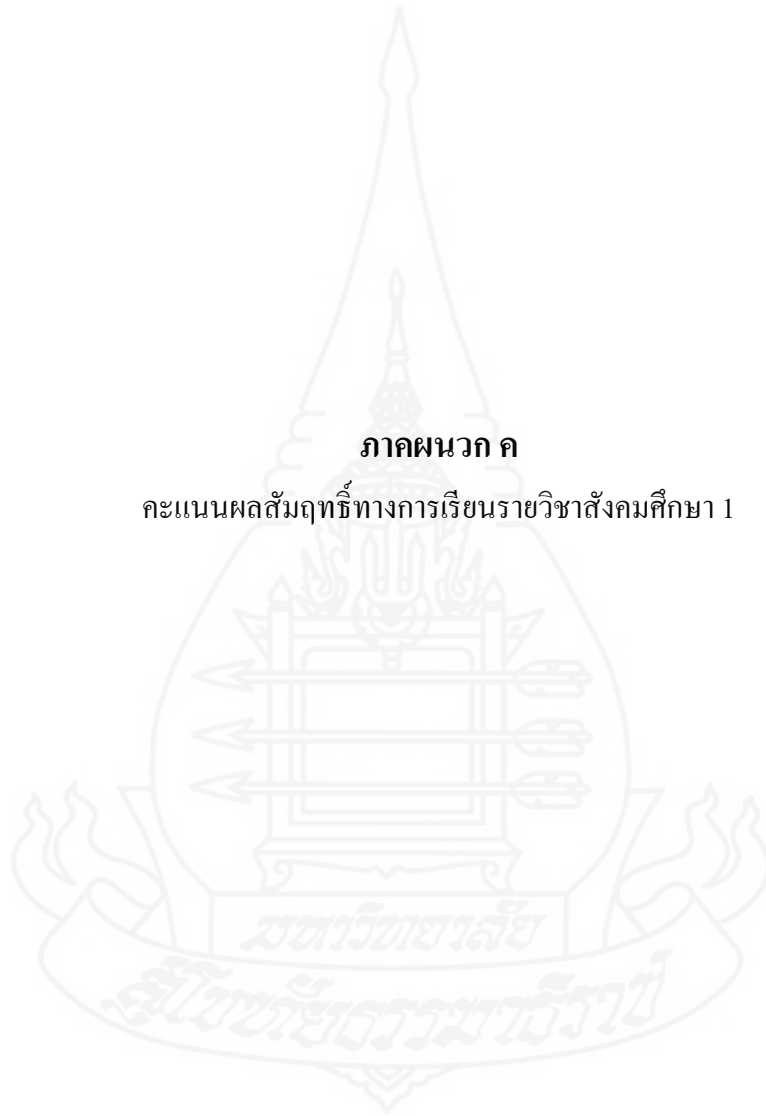 ภาคผนวก ค
คะแนนผลสัมฤทธิ์ทางการเรียนรายวิชาสังคมศึกษา 1
มหาวิทยาลัย
สุโขทัยธรรมาธิราช